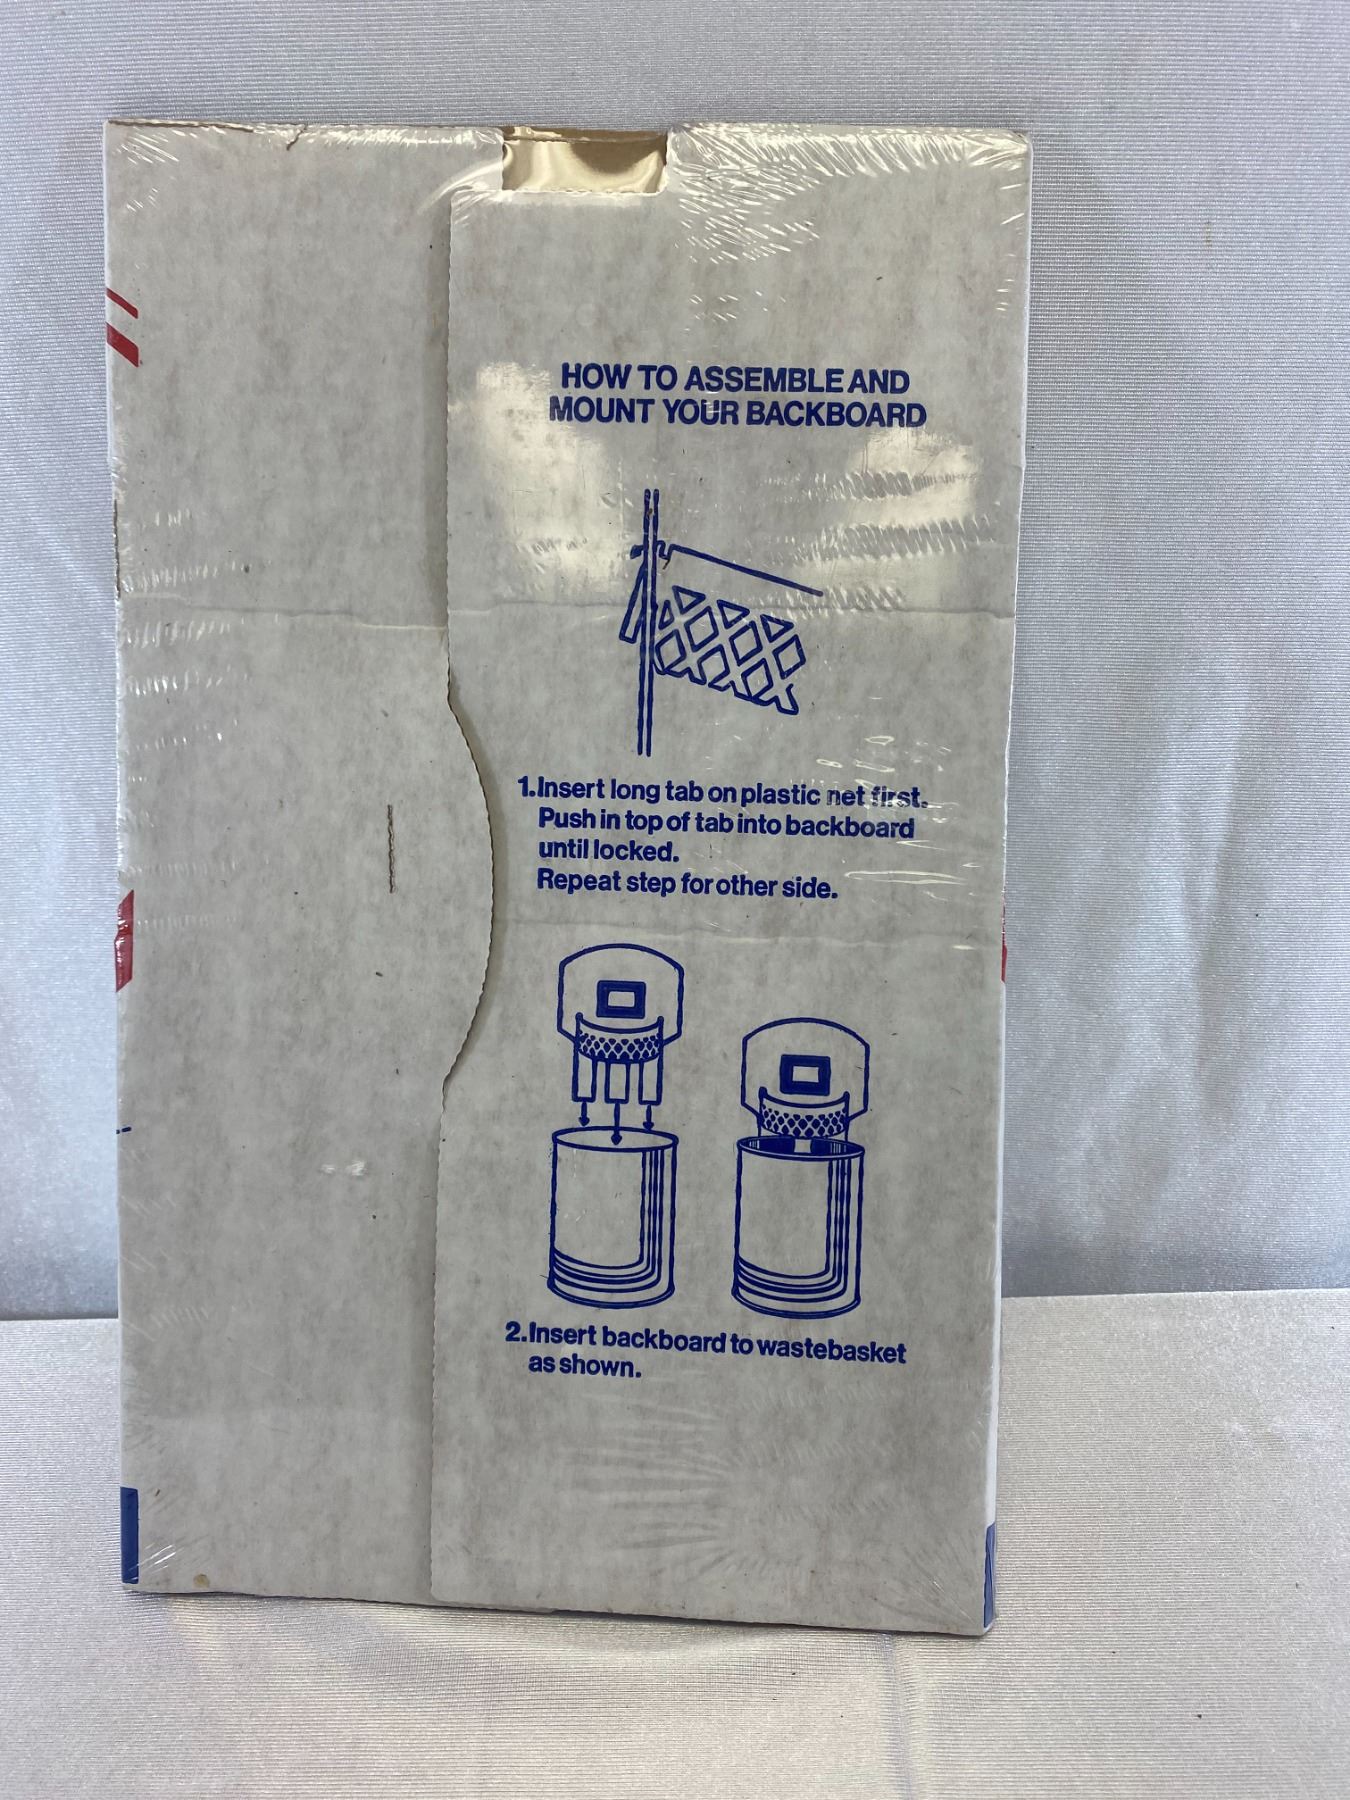 HOW TO ASSEMBLE AND
MOUNT YOUR BACKBOARD
1. Insert long tab on plastic net first.
Push in top of tab into backboard
until locked.
Repeat step for other side.
2. Insert backboard to wastebasket
as shown.